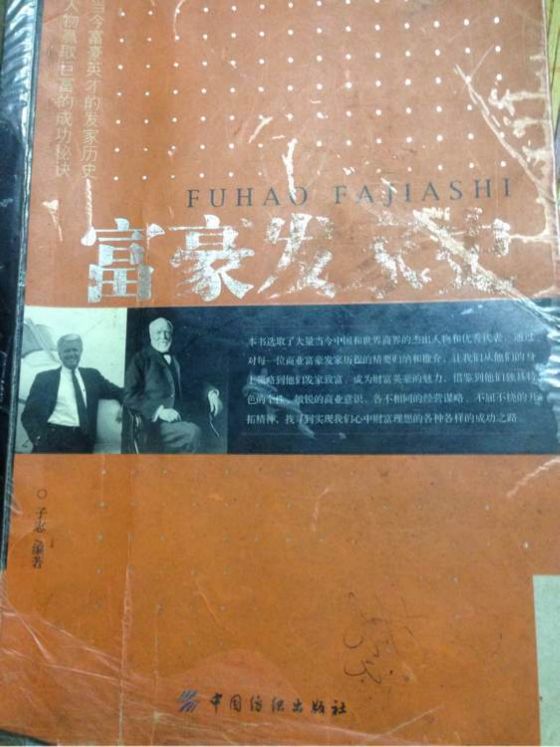 当今富豪英才的发家历史
人物赢取巨富的成功秘诀
FUHAO FAJIASHI
富豪发家史
本书选取了大量当今中国和世界商界的杰出人物和优秀代表，通过
对每一位商业富豪发家历程的精要归纳和，让我们从他们的身
上领略到他们发家致富、成为财富英豪的魅力，借鉴到他们独具特
色的个性、敏锐的商业意识、各不相同的经营谋略、不屈不挠的开
拓精神，找寻到实现我们心中财富理想的各种各样的成功之路
○ 子志 编著
中国纺织出版社